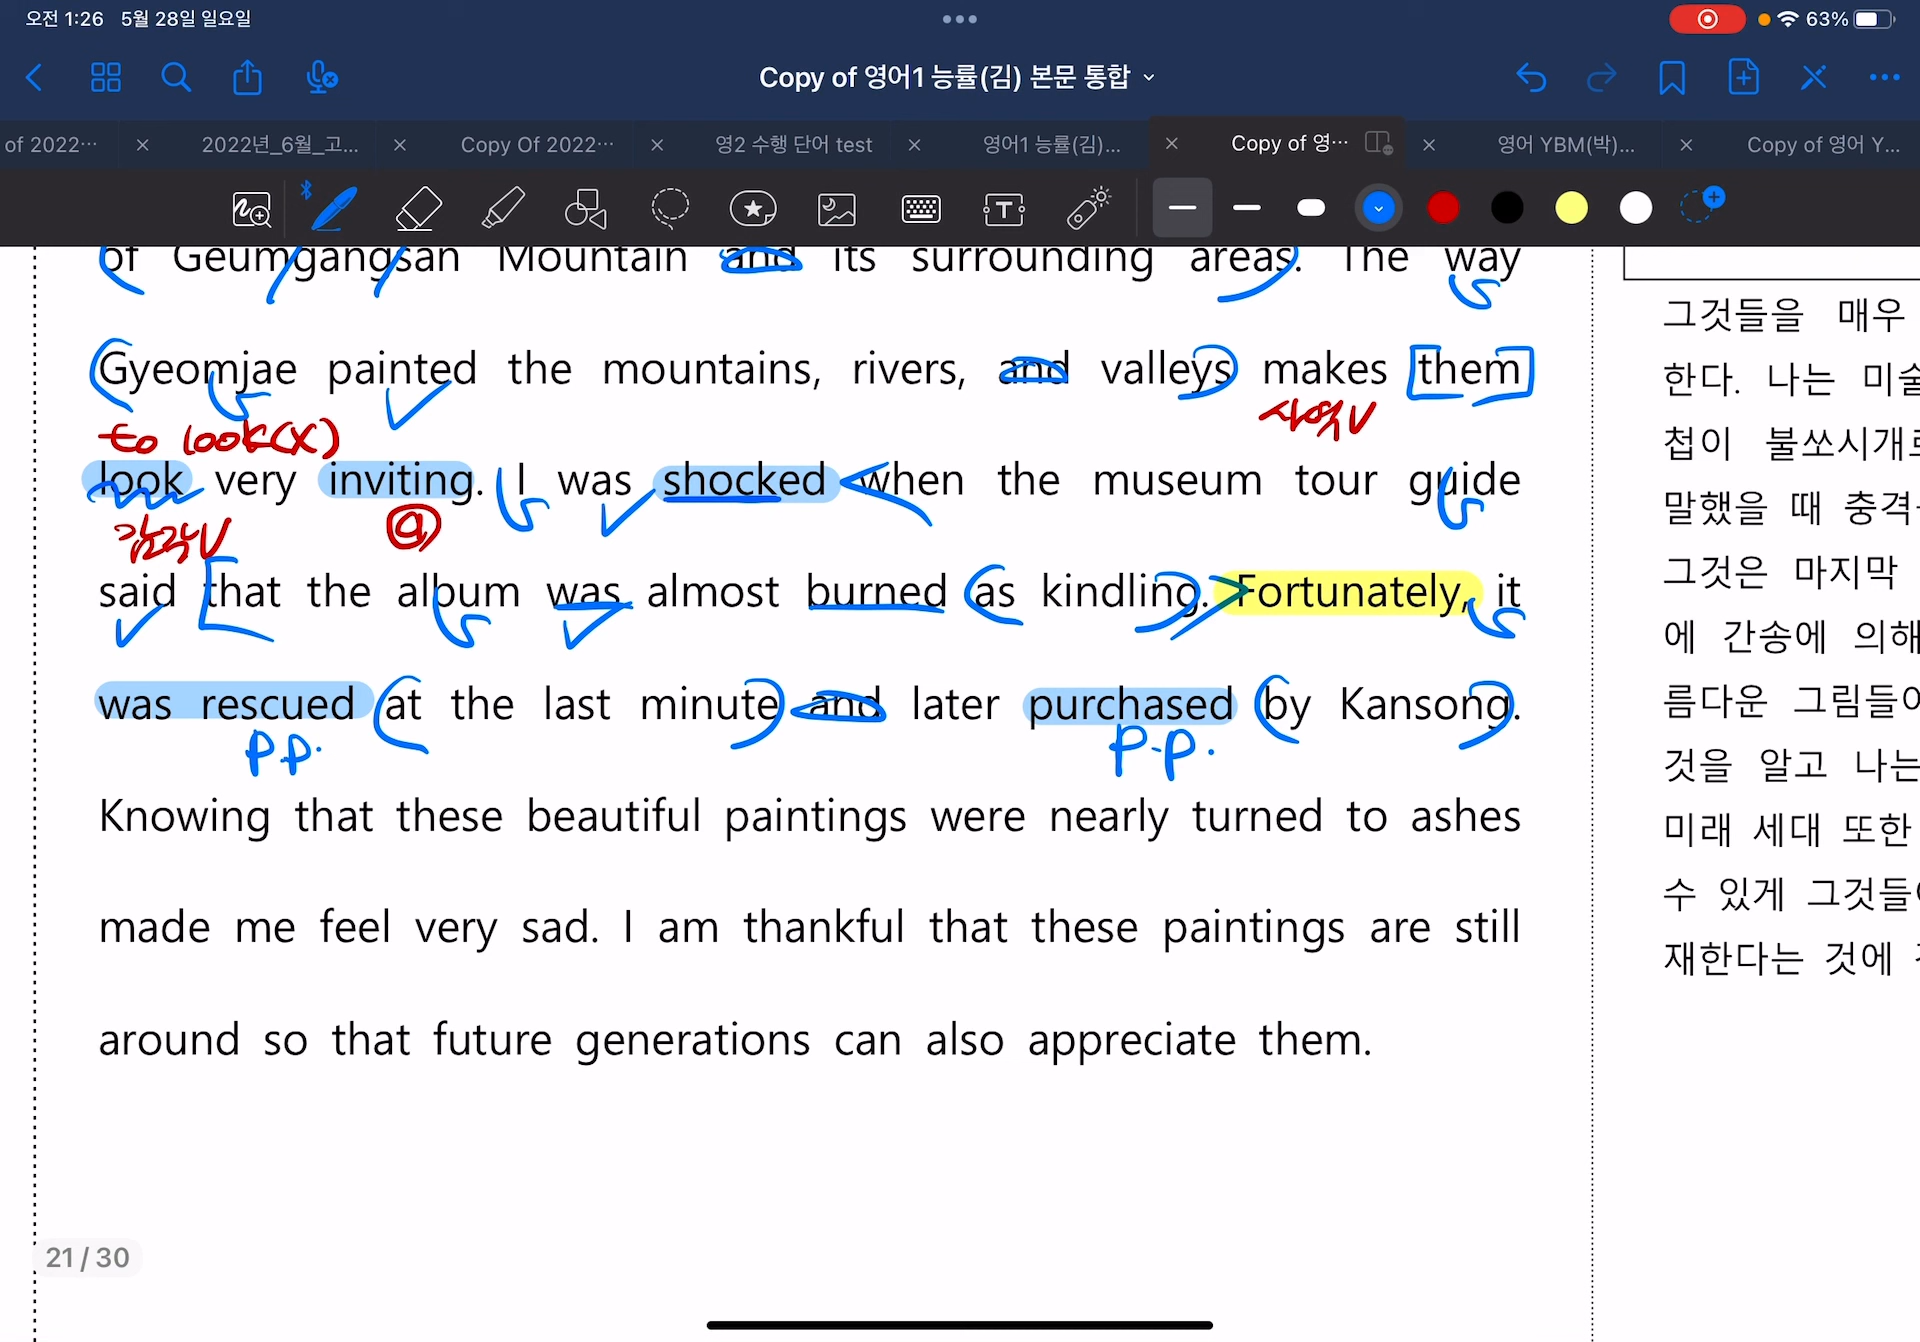 오전 1:26 5월 28일 일요일
63%
Copy of 영어1 능률(김) 본문 통합
of 2022···
2022년_6월_고...
Copy Of 2022···
영2 수행 단어 test
영어1 능률(김)...
Copy of 영···
영어 YBM(박)...
Copy of 영어 Y...
of Geumgangsan Mountain and its surrounding areas. The way
Gyeomjae painted the mountains, rivers, and valleys makes them
to look(x)
사역V
look very inviting. I was shocked when the museum tour guide
감각V
ⓐ
said that the album was almost burned as kindling. Fortunately, it
was rescued at the last minute and later purchased by Kansong.
p.p.
p.p.
Knowing that these beautiful paintings were nearly turned to ashes
made me feel very sad. I am thankful that these paintings are still
around so that future generations can also appreciate them.
그것들을 매우
한다. 나는 미술
첩이 불쏘시개로
말했을 때 충격
그것은 마지막
에 간송에 의해
름다운 그림들이
것을 알고 나는
미래 세대 또한
수 있게 그것들이
재한다는 것에
21 / 30